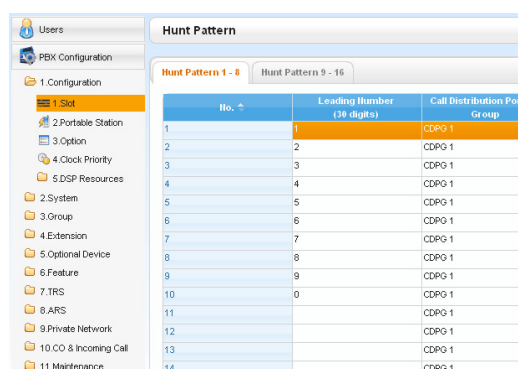 Users
Hunt Pattern
PBX Configuration
Hunt Pattern 1 - 8 Hunt Pattern 9 - 16
1.Configuration
1.Slot
2.Portable Station
3.Option
4.Clock Priority
5.DSP Resources
2.System
3.Group
4.Extension
5.Optional Device
6.Feature
7.TRS
8.ARS
9.Private Network
10.CO & Incoming Call
11.Maintenance
No. Leading Number Call Distribution Po
(30 digits) Group
1 1 CDPG 1
2 2 CDPG 1
3 3 CDPG 1
4 4 CDPG 1
5 5 CDPG 1
6 6 CDPG 1
7 7 CDPG 1
8 8 CDPG 1
9 9 CDPG 1
10 0 CDPG 1
11 CDPG 1
12 CDPG 1
13 CDPG 1
14 CDPG 1